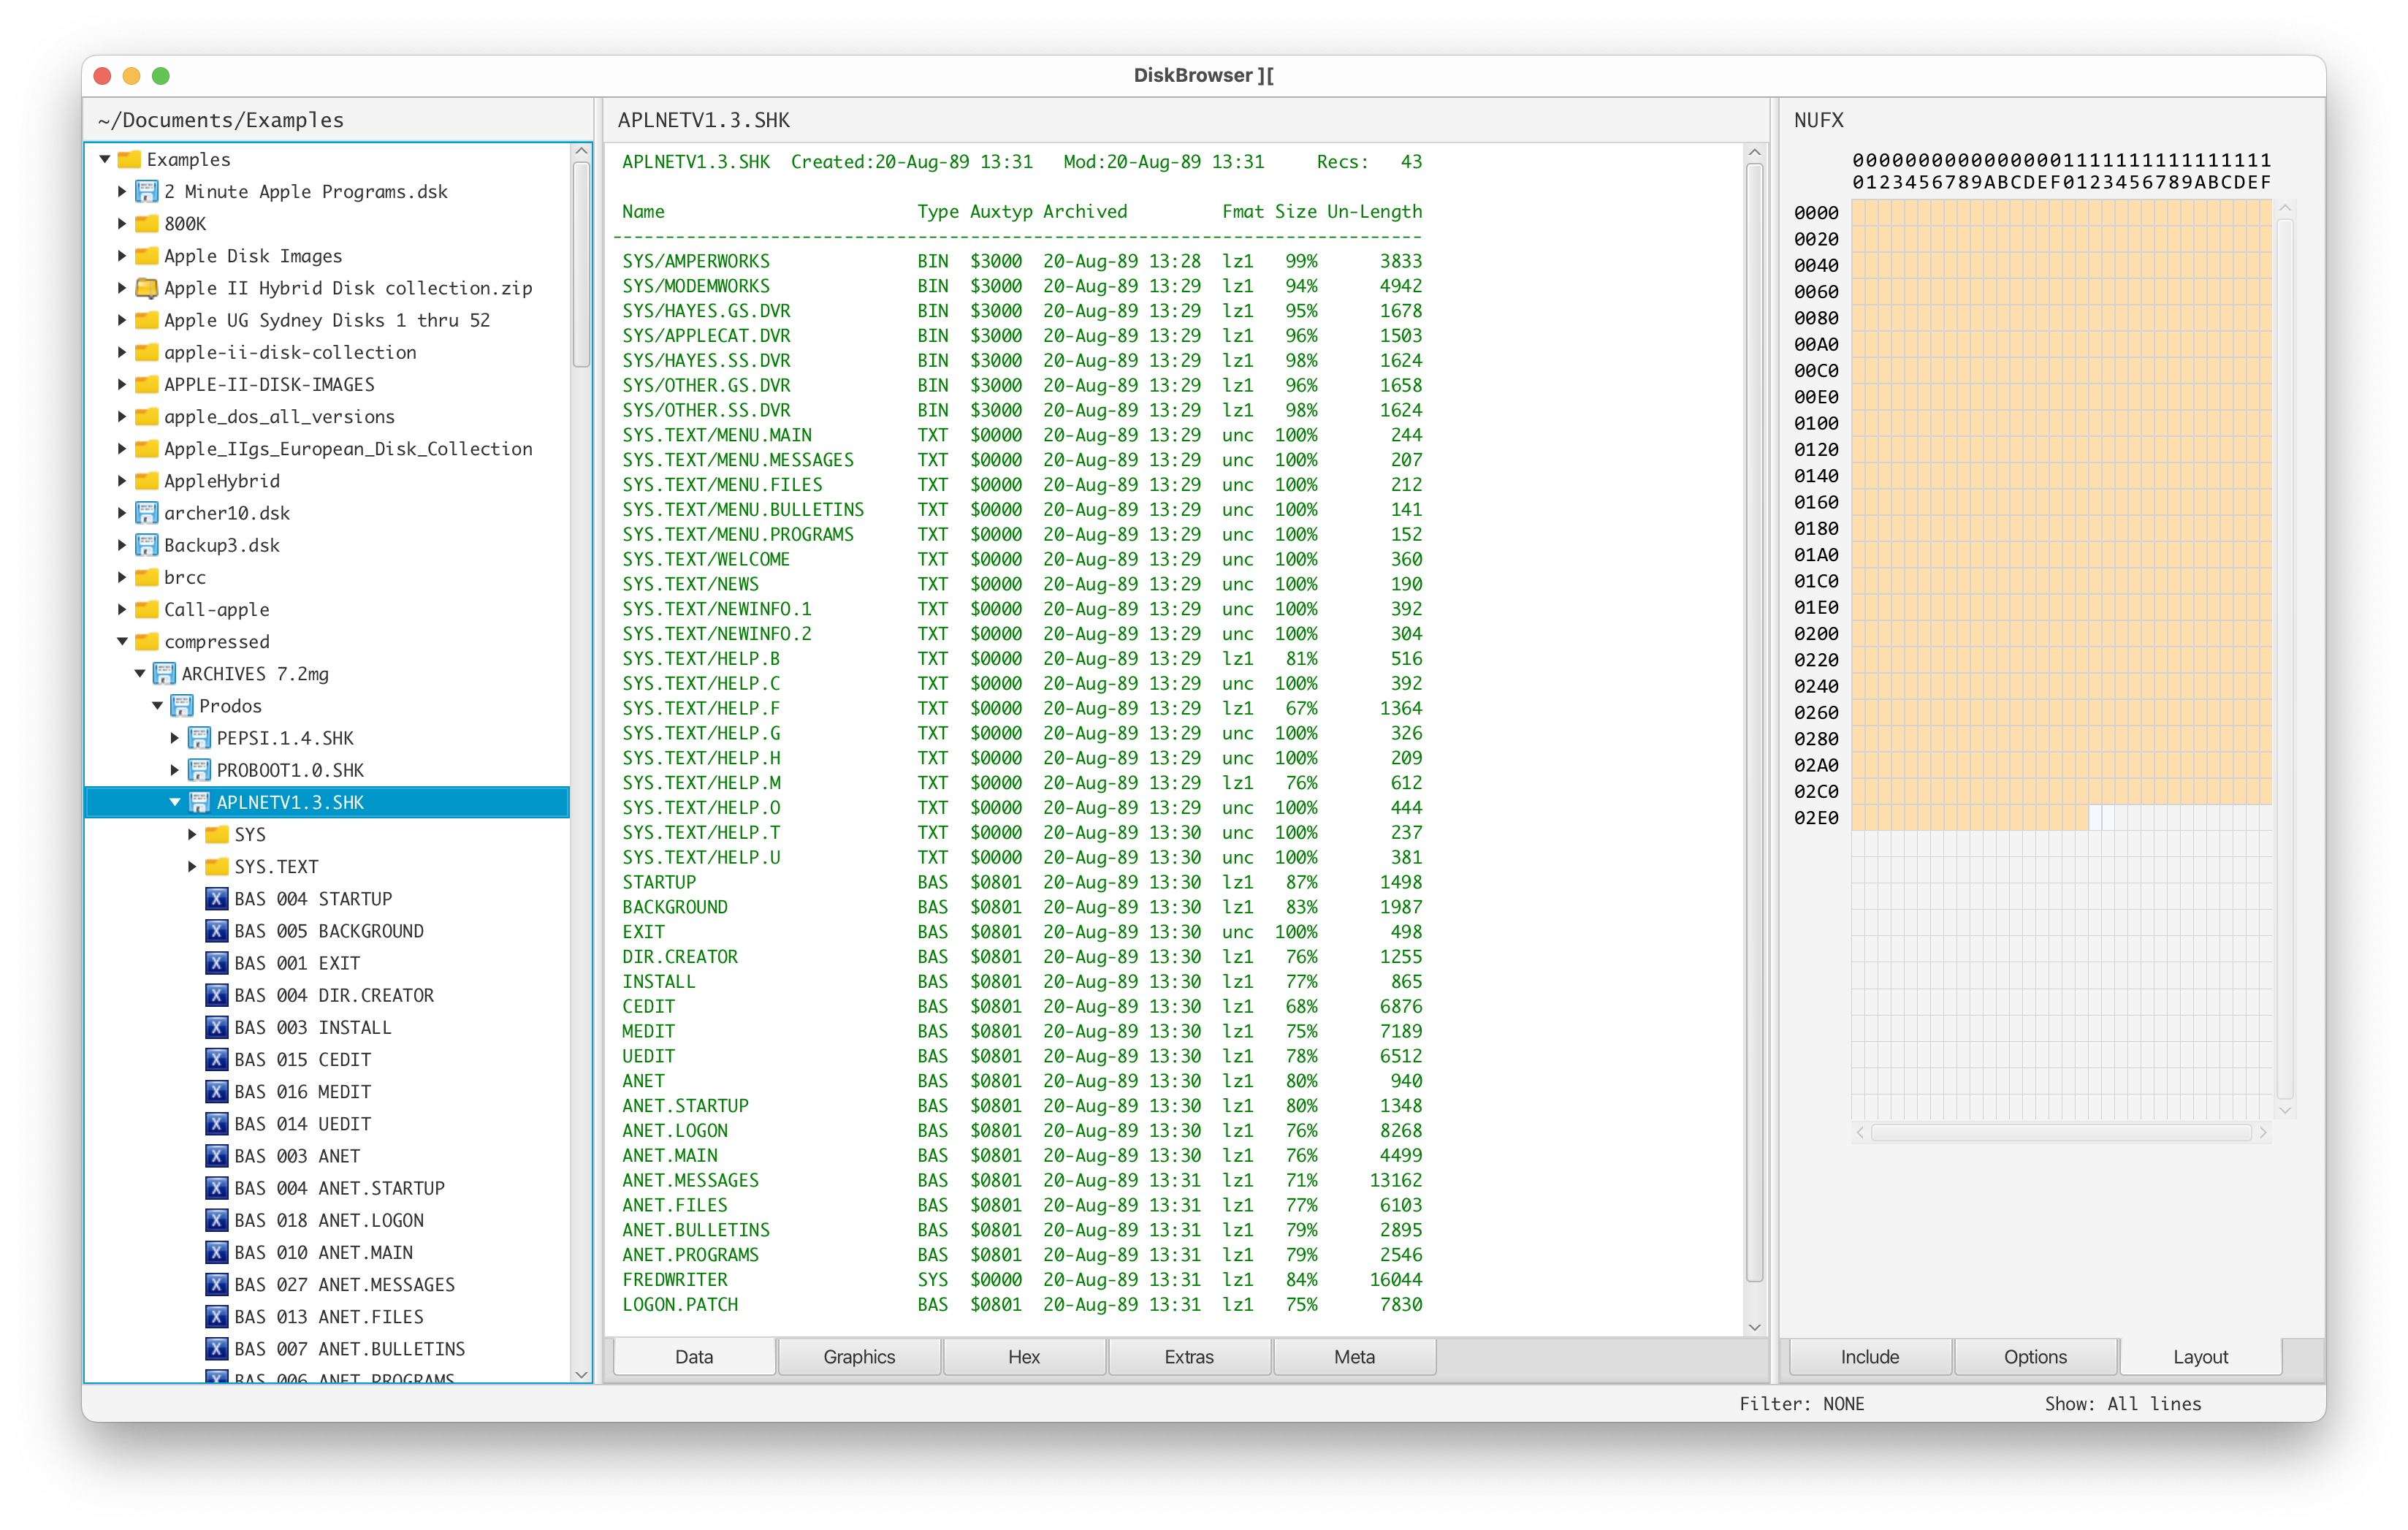 DiskBrowser ][
~/Documents/Examples
Examples
2 Minute Apple Programs.dsk
800K
Apple Disk Images
Apple II Hybrid Disk collection.zip
Apple UG Sydney Disks 1 thru 52
apple-ii-disk-collection
APPLE-II-DISK-IMAGES
apple_dos_all_versions
Apple_IIgs_European_Disk_Collection
AppleHybrid
archer10.dsk
Backup3.dsk
brcc
Call-apple
compressed
ARCHIVES 7.2mg
Prodos
PEPSI.1.4.SHK
PROBOOT1.0.SHK
APLNETV1.3.SHK
SYS
SYS.TEXT
BAS 004 STARTUP
BAS 005 BACKGROUND
BAS 001 EXIT
BAS 004 DIR.CREATOR
BAS 003 INSTALL
BAS 015 CEDIT
BAS 016 MEDIT
BAS 014 UEDIT
BAS 003 ANET
BAS 004 ANET.STARTUP
BAS 018 ANET.LOGON
BAS 010 ANET.MAIN
BAS 027 ANET.MESSAGES
BAS 013 ANET.FILES
BAS 007 ANET.BULLETINS
BAS 006 ANET.PROGRAMS
APLNETV1.3.SHK
APLNETV1.3.SHK  Created:20-Aug-89 13:31   Mod:20-Aug-89 13:31     Recs:   43
Name                        Type Auxtyp Archived         Fmat Size Un-Length
-----------------------------------------------------------------------------
SYS/AMPERWORKS              BIN  $3000  20-Aug-89 13:28  lz1   99%      3833
SYS/MODEMWORKS              BIN  $3000  20-Aug-89 13:29  lz1   94%      4942
SYS/HAYES.GS.DVR            BIN  $3000  20-Aug-89 13:29  lz1   95%      1678
SYS/APPLECAT.DVR            BIN  $3000  20-Aug-89 13:29  lz1   96%      1503
SYS/HAYES.SS.DVR            BIN  $3000  20-Aug-89 13:29  lz1   98%      1624
SYS/OTHER.GS.DVR            BIN  $3000  20-Aug-89 13:29  lz1   96%      1658
SYS/OTHER.SS.DVR            BIN  $3000  20-Aug-89 13:29  lz1   98%      1624
SYS.TEXT/MENU.MAIN          TXT  $0000  20-Aug-89 13:29  unc  100%       244
SYS.TEXT/MENU.MESSAGES      TXT  $0000  20-Aug-89 13:29  unc  100%       207
SYS.TEXT/MENU.FILES         TXT  $0000  20-Aug-89 13:29  unc  100%       212
SYS.TEXT/MENU.BULLETINS     TXT  $0000  20-Aug-89 13:29  unc  100%       141
SYS.TEXT/MENU.PROGRAMS      TXT  $0000  20-Aug-89 13:29  unc  100%       152
SYS.TEXT/WELCOME            TXT  $0000  20-Aug-89 13:29  unc  100%       360
SYS.TEXT/NEWS               TXT  $0000  20-Aug-89 13:29  unc  100%       190
SYS.TEXT/NEWINFO.1          TXT  $0000  20-Aug-89 13:29  unc  100%       392
SYS.TEXT/NEWINFO.2          TXT  $0000  20-Aug-89 13:29  unc  100%       304
SYS.TEXT/HELP.B             TXT  $0000  20-Aug-89 13:29  lz1   81%       516
SYS.TEXT/HELP.C             TXT  $0000  20-Aug-89 13:29  unc  100%       392
SYS.TEXT/HELP.F             TXT  $0000  20-Aug-89 13:29  lz1   67%      1364
SYS.TEXT/HELP.G             TXT  $0000  20-Aug-89 13:29  unc  100%       326
SYS.TEXT/HELP.H             TXT  $0000  20-Aug-89 13:29  unc  100%       209
SYS.TEXT/HELP.M             TXT  $0000  20-Aug-89 13:29  lz1   76%       612
SYS.TEXT/HELP.O             TXT  $0000  20-Aug-89 13:29  unc  100%       444
SYS.TEXT/HELP.T             TXT  $0000  20-Aug-89 13:30  unc  100%       237
SYS.TEXT/HELP.U             TXT  $0000  20-Aug-89 13:30  unc  100%       381
STARTUP                     BAS  $0801  20-Aug-89 13:30  lz1   87%      1498
BACKGROUND                  BAS  $0801  20-Aug-89 13:30  lz1   83%      1987
EXIT                        BAS  $0801  20-Aug-89 13:30  unc  100%       498
DIR.CREATOR                 BAS  $0801  20-Aug-89 13:30  lz1   76%      1255
INSTALL                     BAS  $0801  20-Aug-89 13:30  lz1   77%       865
CEDIT                       BAS  $0801  20-Aug-89 13:30  lz1   68%      6876
MEDIT                       BAS  $0801  20-Aug-89 13:30  lz1   75%      7189
UEDIT                       BAS  $0801  20-Aug-89 13:30  lz1   78%      6512
ANET                        BAS  $0801  20-Aug-89 13:30  lz1   80%       940
ANET.STARTUP                BAS  $0801  20-Aug-89 13:30  lz1   80%      1348
ANET.LOGON                  BAS  $0801  20-Aug-89 13:30  lz1   76%      8268
ANET.MAIN                   BAS  $0801  20-Aug-89 13:30  lz1   76%      4499
ANET.MESSAGES               BAS  $0801  20-Aug-89 13:31  lz1   71%     13162
ANET.FILES                  BAS  $0801  20-Aug-89 13:31  lz1   77%      6103
ANET.BULLETINS              BAS  $0801  20-Aug-89 13:31  lz1   79%      2895
ANET.PROGRAMS               BAS  $0801  20-Aug-89 13:31  lz1   79%      2546
FREDWRITER                  SYS  $0000  20-Aug-89 13:31  lz1   84%     16044
LOGON.PATCH                 BAS  $0801  20-Aug-89 13:31  lz1   75%      7830
Data Graphics Hex Extras Meta
NUFX
00000000000000001111111111111111
0123456789ABCDEF0123456789ABCDEF
0000
0020
0040
0060
0080
00A0
00C0
00E0
0100
0120
0140
0160
0180
01A0
01C0
01E0
0200
0220
0240
0260
0280
02A0
02C0
02E0
Include Options Layout
Filter: NONE Show: All lines